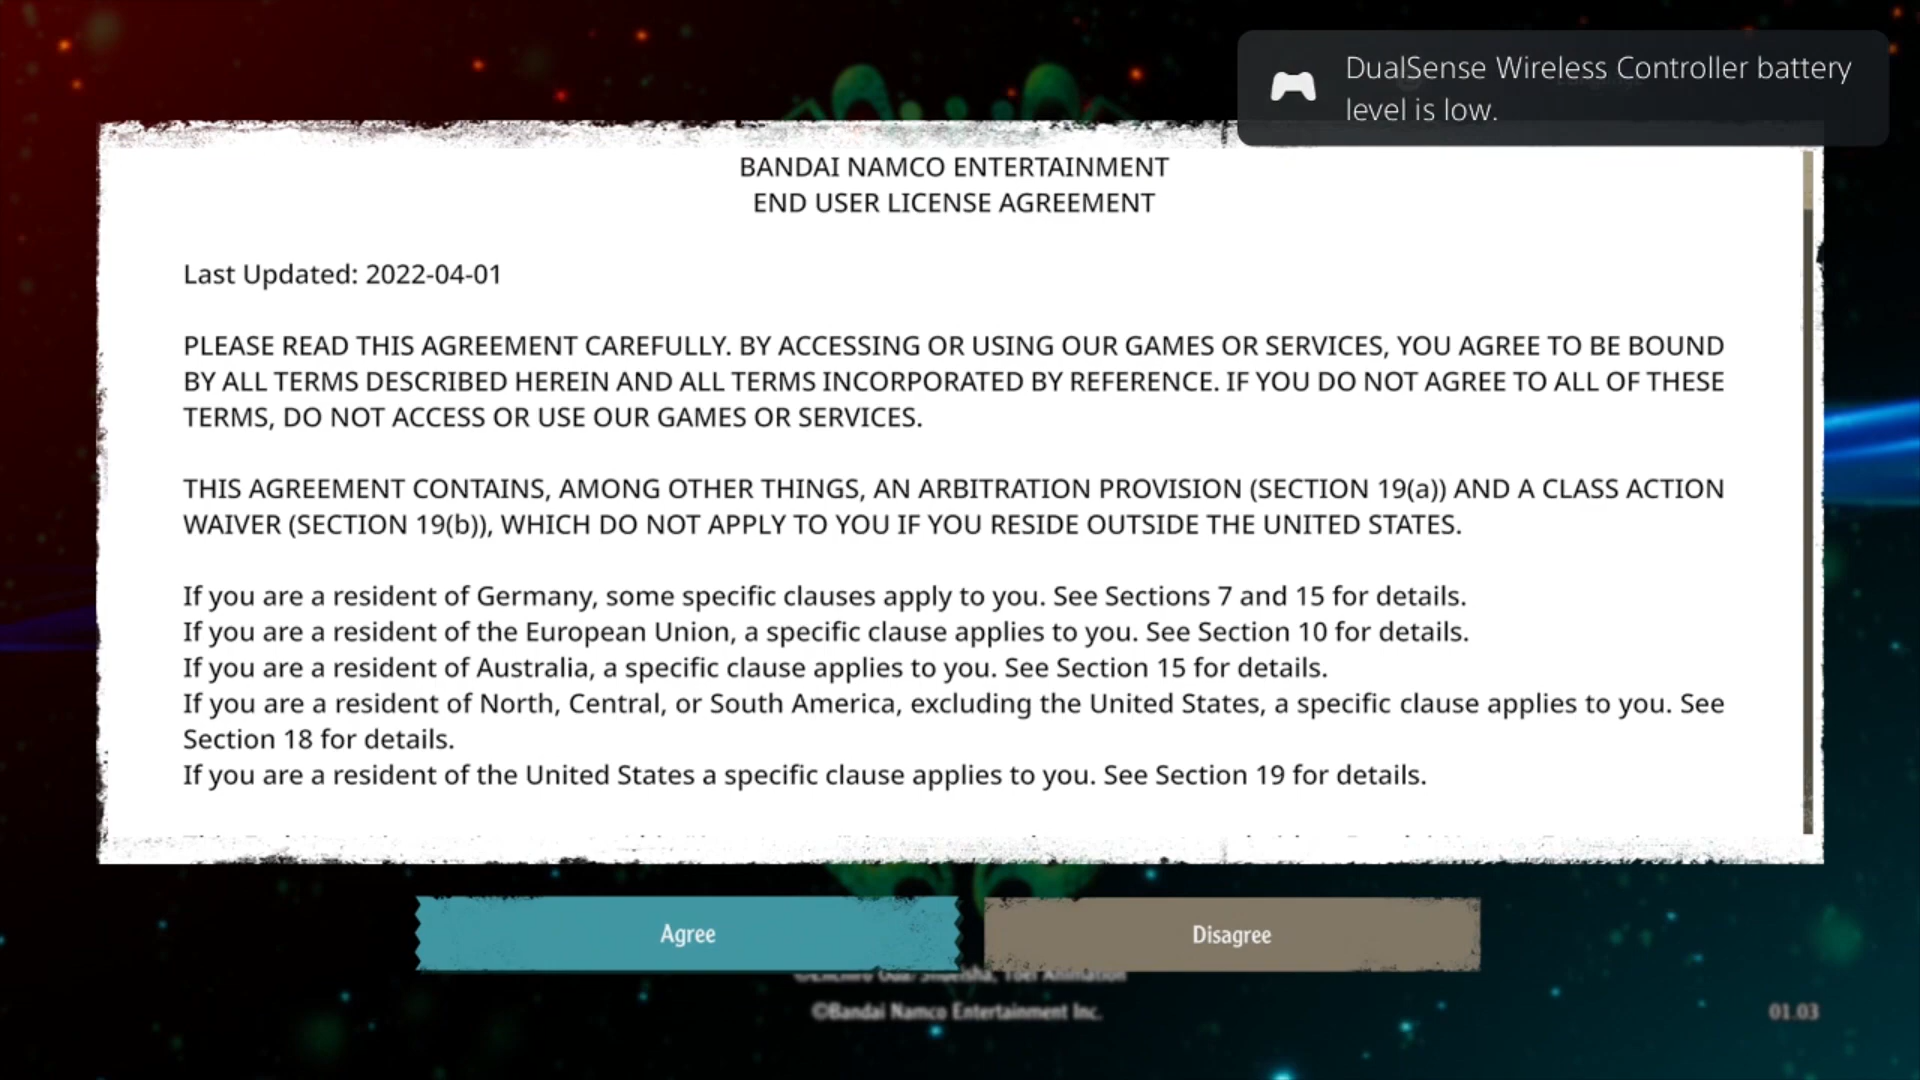 DualSense Wireless Controller battery
level is low.
BANDAI NAMCO ENTERTAINMENT
END USER LICENSE AGREEMENT
Last Updated: 2022-04-01
PLEASE READ THIS AGREEMENT CAREFULLY. BY ACCESSING OR USING OUR GAMES OR SERVICES, YOU AGREE TO BE BOUND
BY ALL TERMS DESCRIBED HEREIN AND ALL TERMS INCORPORATED BY REFERENCE. IF YOU DO NOT AGREE TO ALL OF THESE
TERMS, DO NOT ACCESS OR USE OUR GAMES OR SERVICES.
THIS AGREEMENT CONTAINS, AMONG OTHER THINGS, AN ARBITRATION PROVISION (SECTION 19(a)) AND A CLASS ACTION
WAIVER (SECTION 19(b)), WHICH DO NOT APPLY TO YOU IF YOU RESIDE OUTSIDE THE UNITED STATES.
If you are a resident of Germany, some specific clauses apply to you. See Sections 7 and 15 for details.
If you are a resident of the European Union, a specific clause applies to you. See Section 10 for details.
If you are a resident of Australia, a specific clause applies to you. See Section 15 for details.
If you are a resident of North, Central, or South America, excluding the United States, a specific clause applies to you. See
Section 18 for details.
If you are a resident of the United States a specific clause applies to you. See Section 19 for details.
Agree
Disagree
Toei Animation
©Bandai Namco Entertainment Inc.
01.03